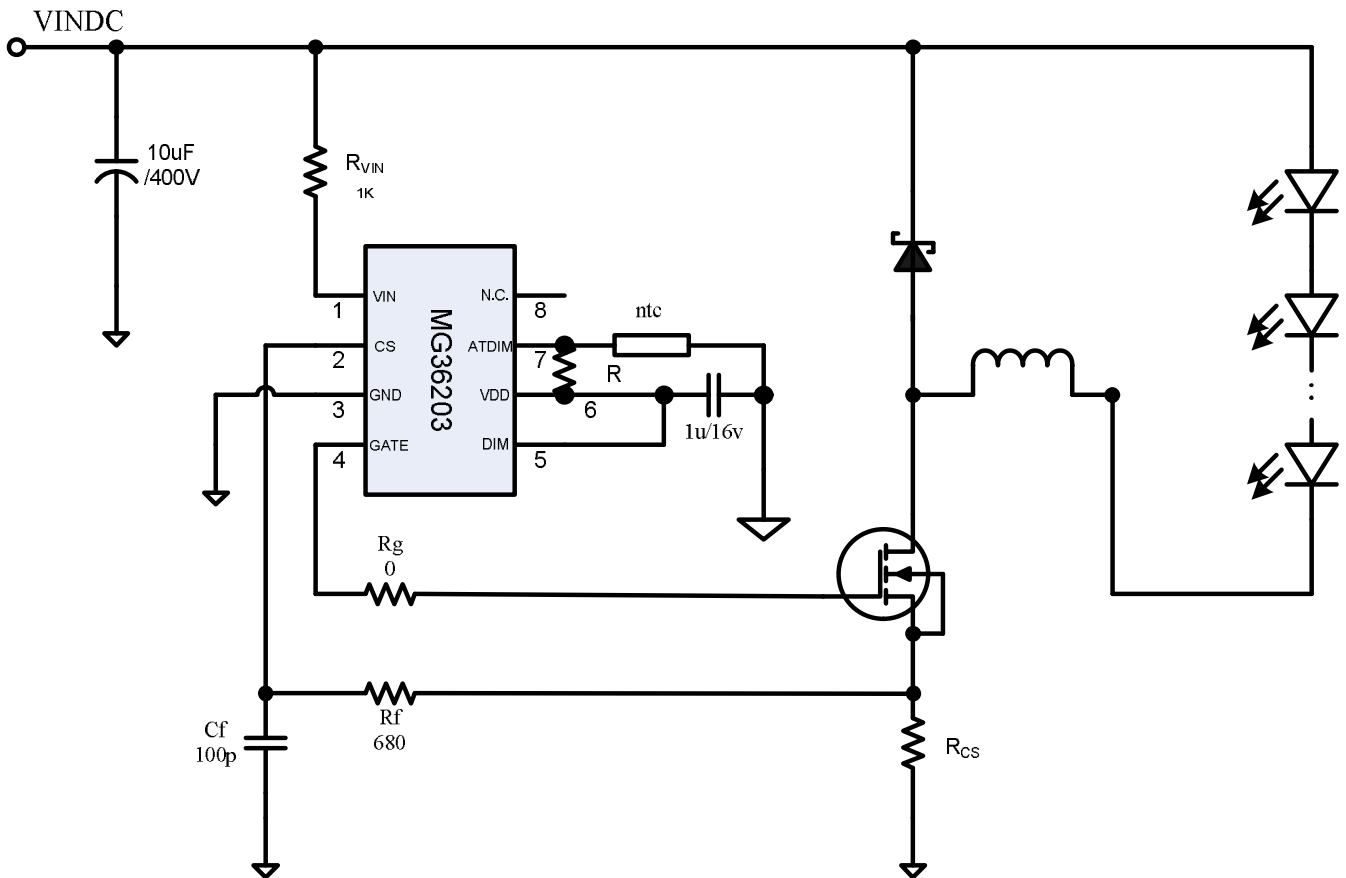 VINDC
10uF
/400V
RVIN
1K
VIN
N.C.
1
8
ntc
CS
ATDIM
2
7
R
MG36203
GND
VDD
3
6
1u/16v
GATE
DIM
4
5
Rg
0
Rf
680
Cf
100p
RCS